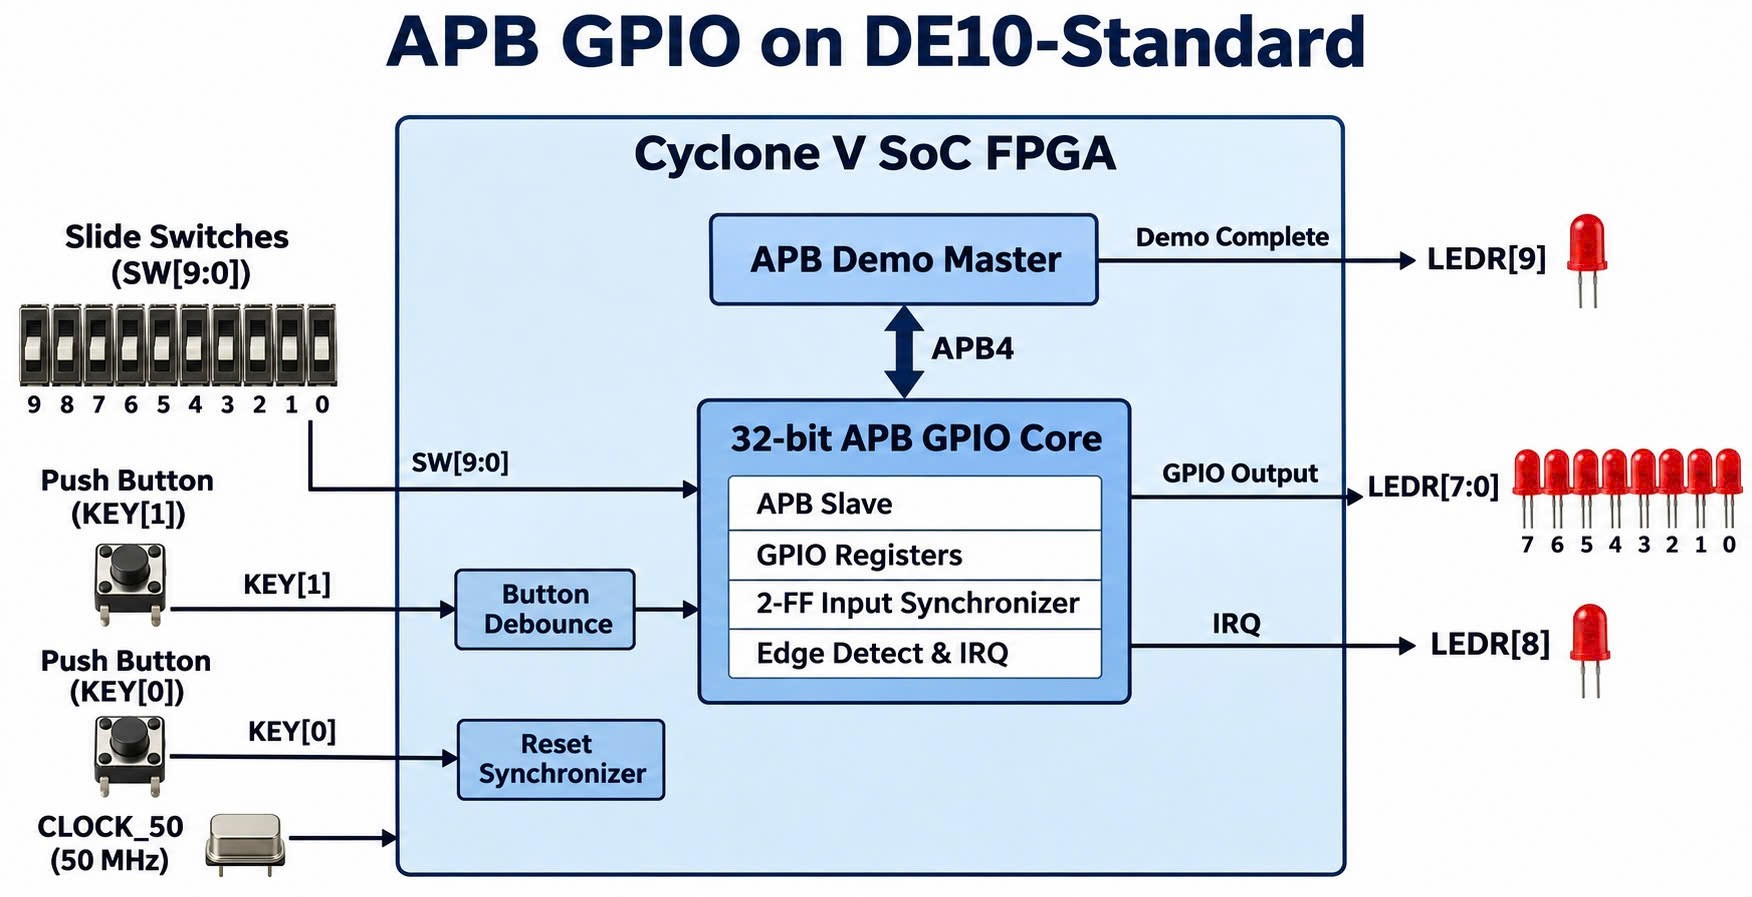 APB GPIO on DE10-Standard
Cyclone V SoC FPGA
Slide Switches
(SW[9:0])
9 8 7 6 5 4 3 2 1 0
APB Demo Master
Demo Complete
LEDR[9]
APB4
SW[9:0]
32-bit APB GPIO Core
APB Slave
GPIO Registers
2-FF Input Synchronizer
Edge Detect & IRQ
GPIO Output
LEDR[7:0]
7 6 5 4 3 2 1 0
Push Button
(KEY[1])
KEY[1]
Button
Debounce
IRQ
LEDR[8]
Push Button
(KEY[0])
KEY[0]
Reset
Synchronizer
CLOCK_50
(50 MHz)